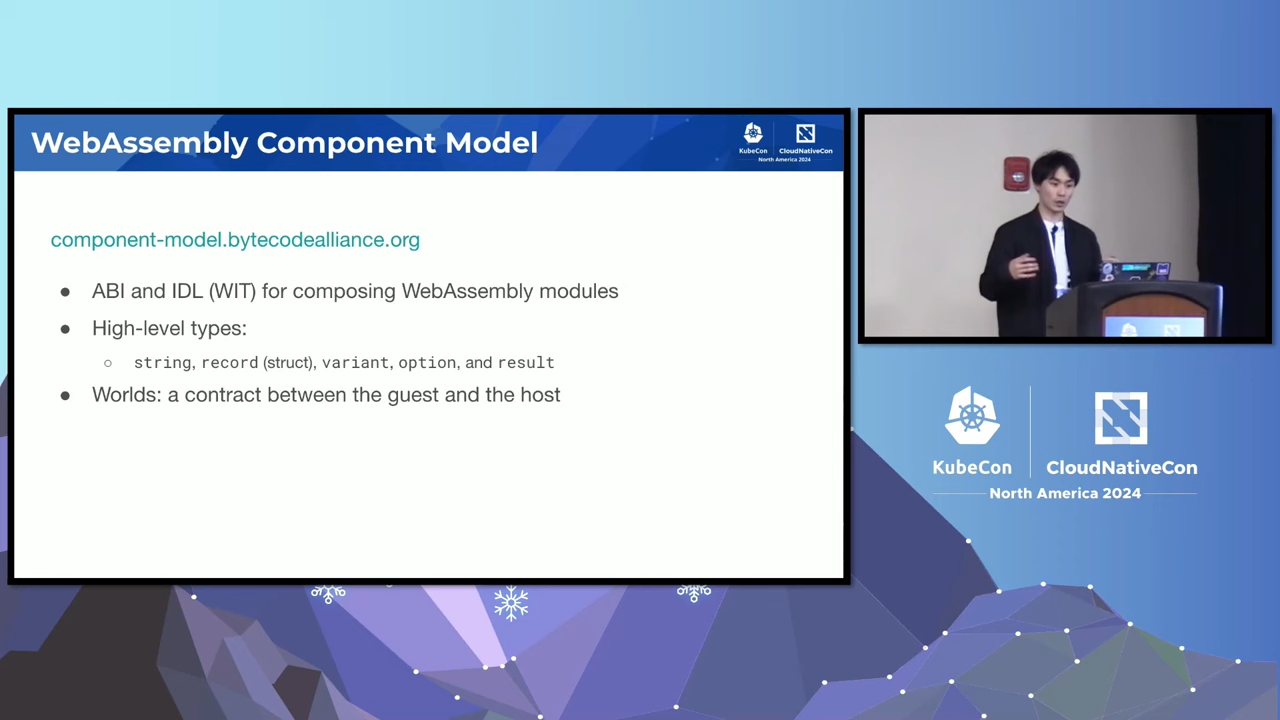 WebAssembly Component Model
KubeCon
CloudNativeCon
North America 2024
component-model.bytecodealliance.org
● ABI and IDL (WIT) for composing WebAssembly modules
● High-level types:
○ string, record (struct), variant, option, and result
● Worlds: a contract between the guest and the host
KubeCon
CloudNativeCon
North America 2024